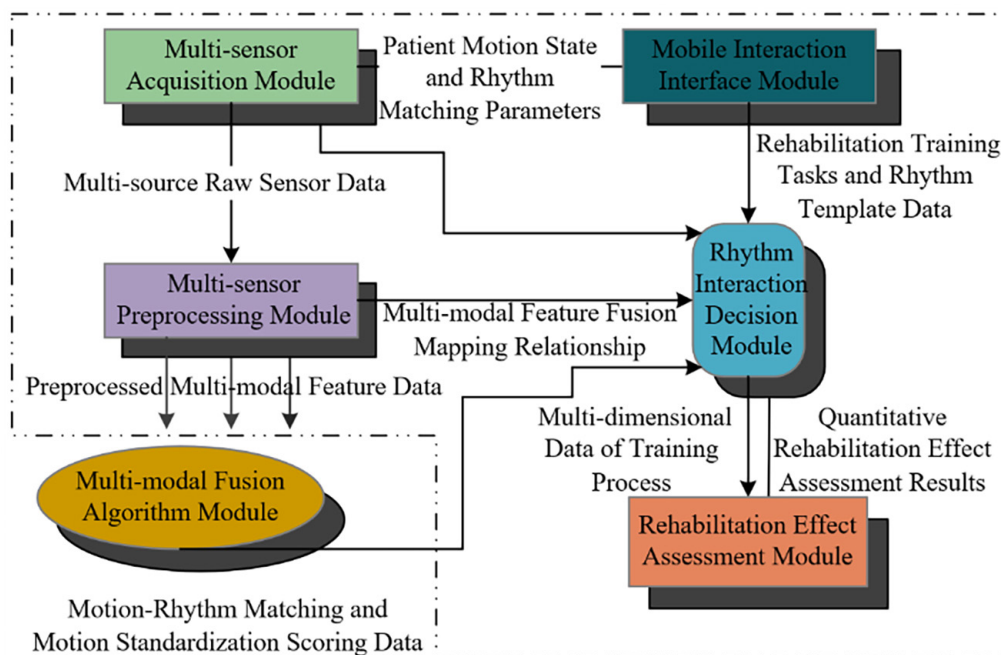 Multi-sensor
Acquisition Module
Patient Motion State
and Rhythm
Matching Parameters
Mobile Interaction
Interface Module
Multi-source Raw Sensor Data
Rehabilitation Training
Tasks and Rhythm
Template Data
Multi-sensor
Preprocessing Module
Multi-modal Feature Fusion
Mapping Relationship
Rhythm
Interaction
Decision
Module
Preprocessed Multi-modal Feature Data
Multi-dimensional
Data of Training
Process
Quantitative
Rehabilitation Effect
Assessment Results
Multi-modal Fusion
Algorithm Module
Rehabilitation Effect
Assessment Module
Motion-Rhythm Matching and
Motion Standardization Scoring Data